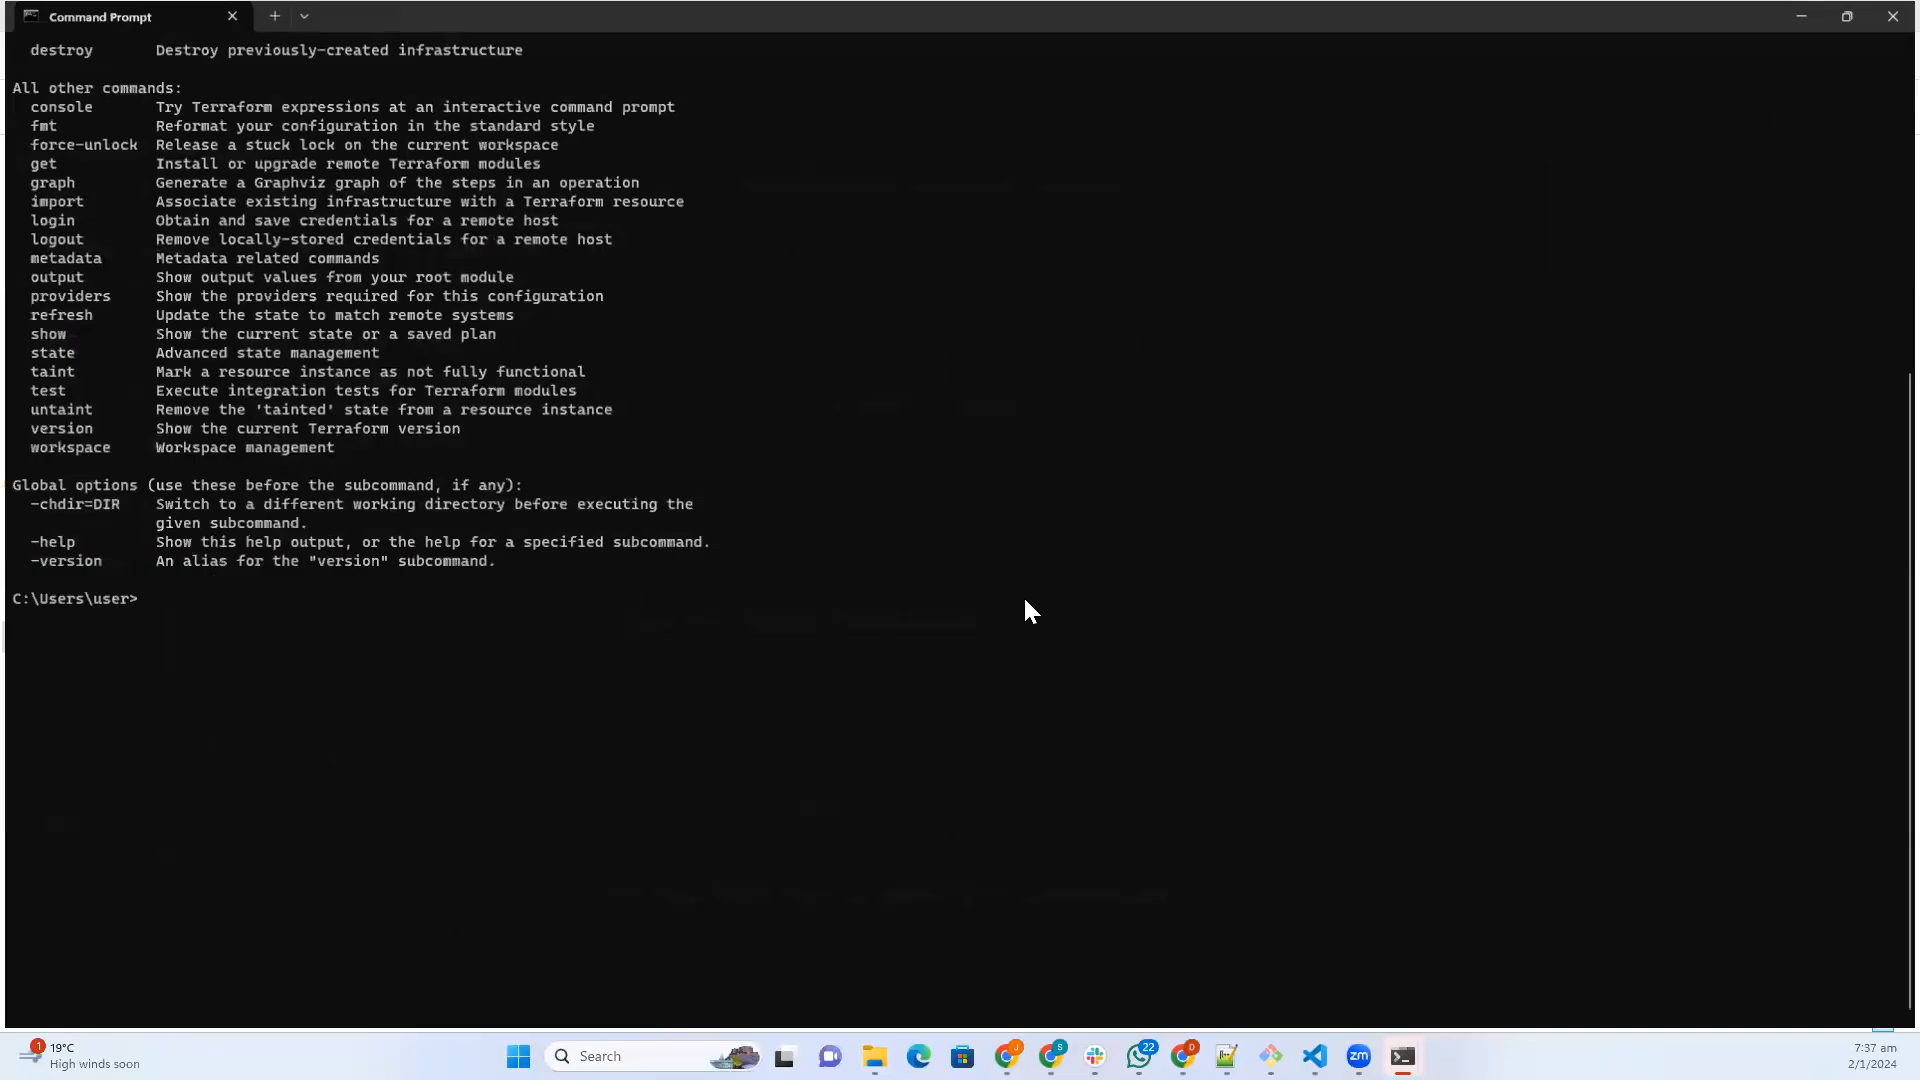 Command Prompt
destroy Destroy previously-created infrastructure
All other commands:
console Try Terraform expressions at an interactive command prompt
fmt Reformat your configuration in the standard style
force-unlock Release a stuck lock on the current workspace
get Install or upgrade remote Terraform modules
graph Generate a Graphviz graph of the steps in an operation
import Associate existing infrastructure with a Terraform resource
login Obtain and save credentials for a remote host
logout Remove locally-stored credentials for a remote host
metadata Metadata related commands
output Show output values from your root module
providers Show the providers required for this configuration
refresh Update the state to match remote systems
show Show the current state or a saved plan
state Advanced state management
taint Mark a resource instance as not fully functional
test Execute integration tests for Terraform modules
untaint Remove the 'tainted' state from a resource instance
version Show the current Terraform version
workspace Workspace management
Global options (use these before the subcommand, if any):
-chdir=DIR Switch to a different working directory before executing the
given subcommand.
-help Show this help output, or the help for a specified subcommand.
-version An alias for the "version" subcommand.
C:\Users\user>
1
19°C
High winds soon
Search
J
S
22
D
zm
7:37 am
2/1/2024